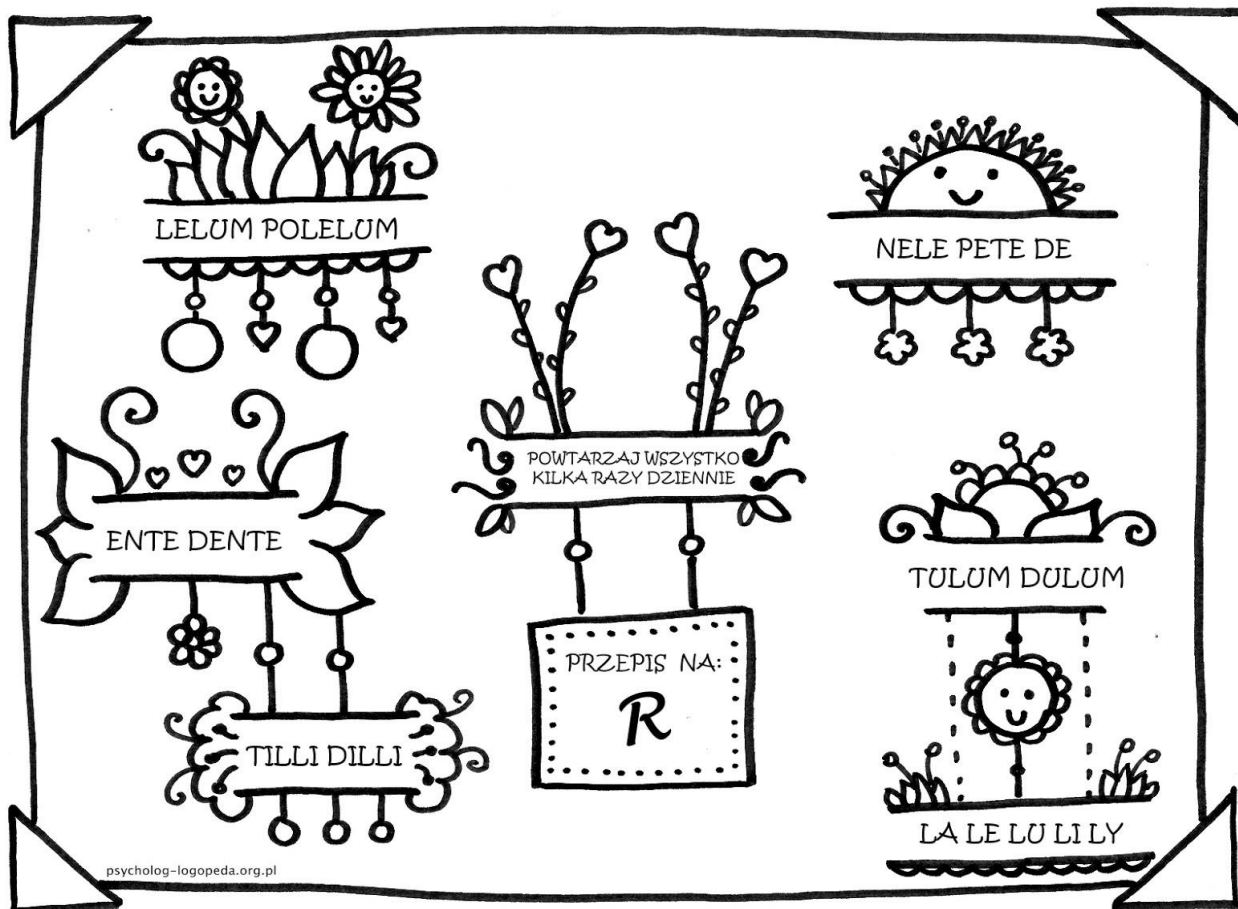 LELUM POLELUM
NELE PETE DE
POWTARZAJ WSZYSTKO
KILKA RAZY DZIENNIE
ENTE DENTE
TULUM DULUM
PRZEPIS NA:
R
TILLI DILLI
LA LE LU LI LY
psycholog-logopeda.org.pl